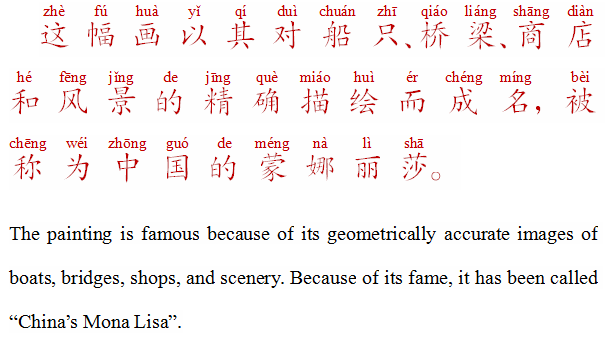 zhè fú huà yǐ qí duì chuán zhī qiáo liáng shāng diàn
这幅画以其对船只、桥梁、商店
hé fēng jǐng de jīng què miáo huì ér chéng míng bèi
和风景的精确描绘而成名，被
chēng wéi zhōng guó de méng nà lì shā
称为中国的蒙娜丽莎。
The painting is famous because of its geometrically accurate images of
boats, bridges, shops, and scenery. Because of its fame, it has been called
“China’s Mona Lisa”.